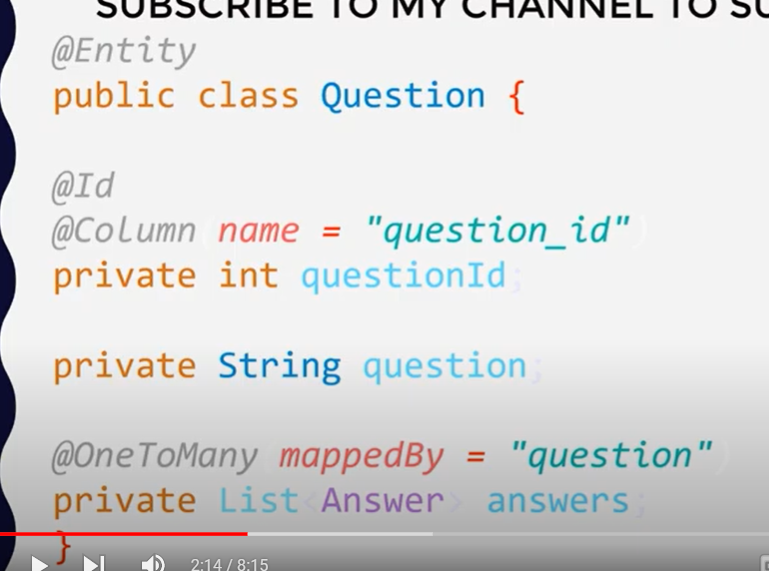 SUBSCRIBE TO MY CHANNEL TO SU
@Entity
public class Question {
@Id
@Column(name = "question_id")
private int questionId;
private String question;
@OneToMany(mappedBy = "question")
private List<Answer> answers;
}
2:14 / 8:15